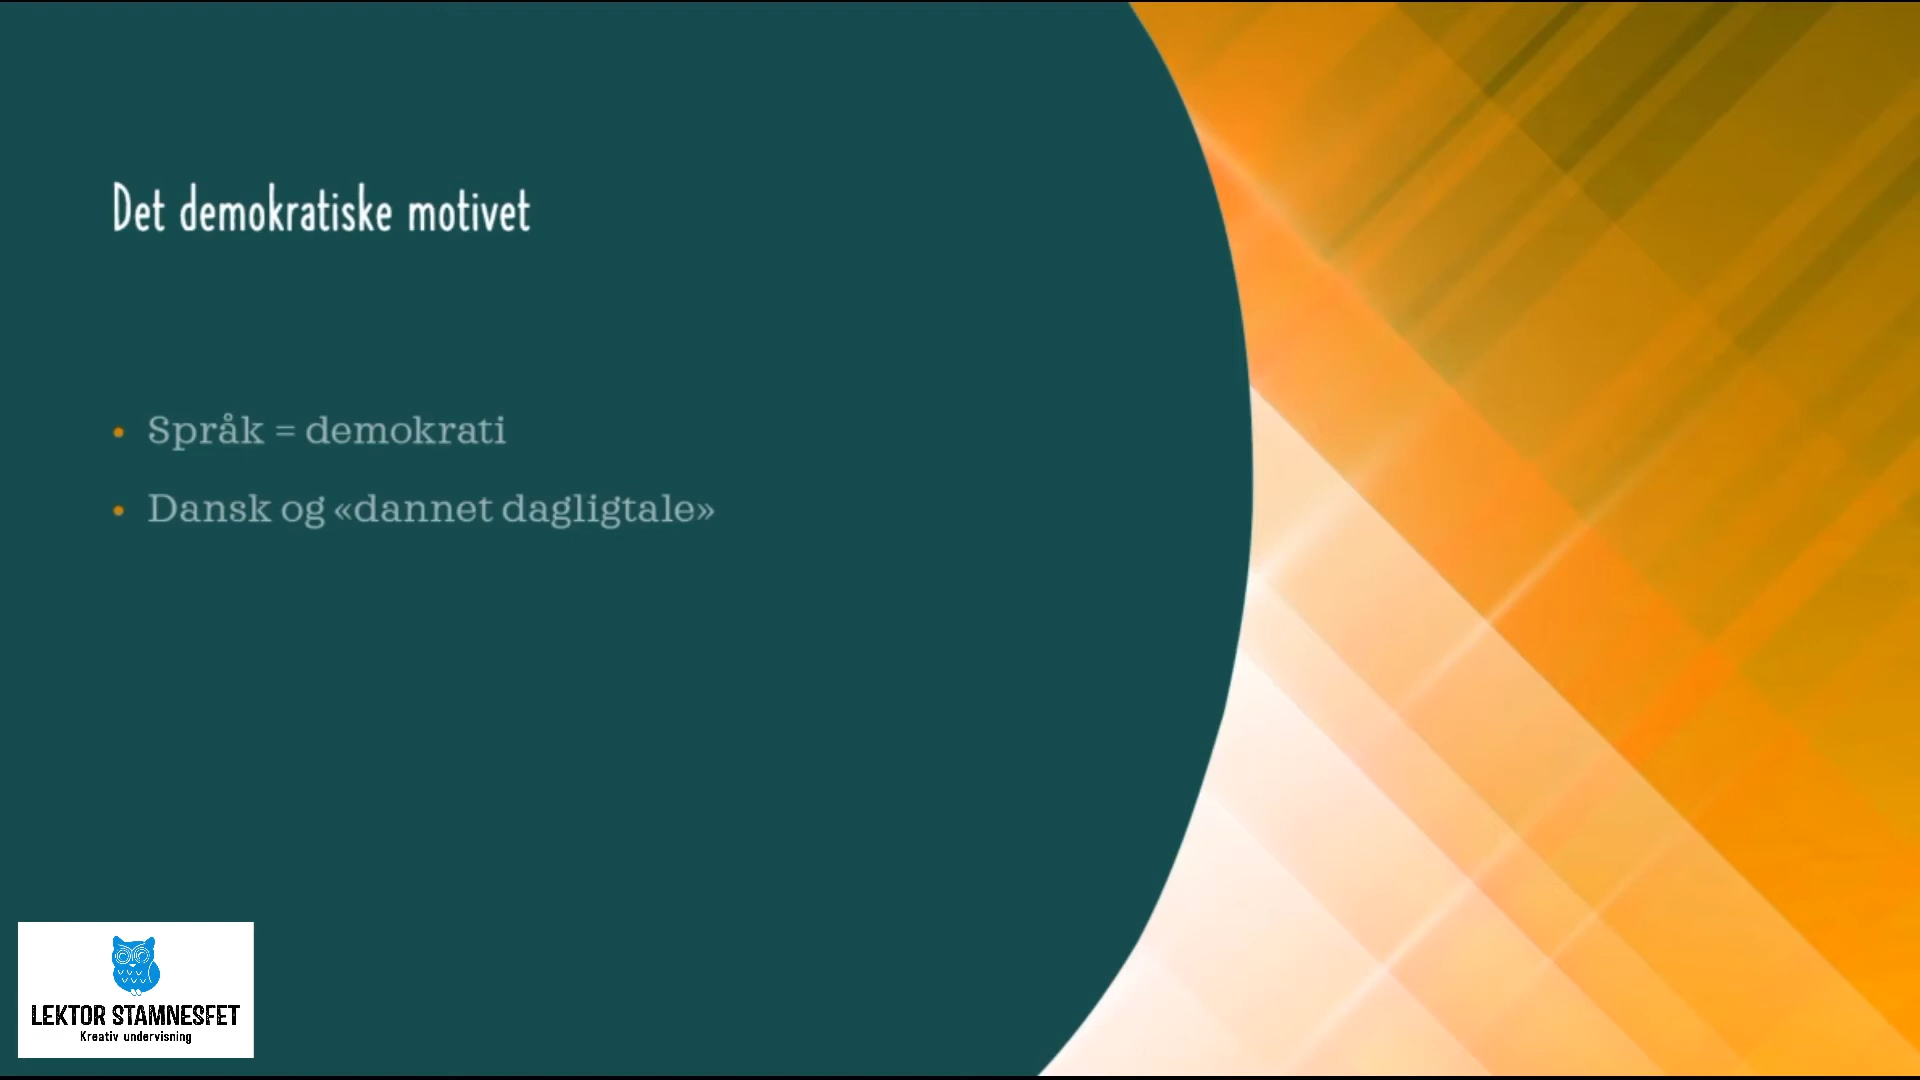 Det demokratiske motivet
• Språk = demokrati
• Dansk og «dannet dagligtale»
LEKTOR STAMNESFET
Kreativ undervisning